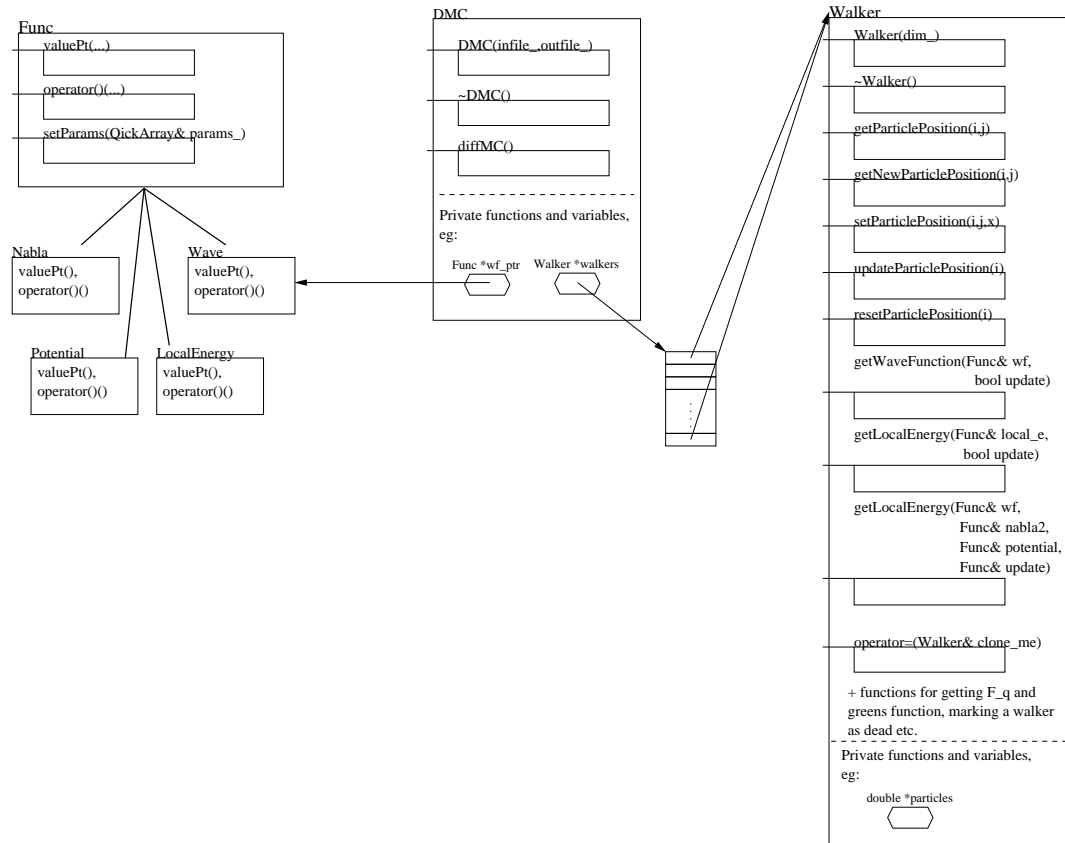 Func
valuePt(...)
operator()(...)
setParams(QickArray& params_)
Nabla
valuePt(),
operator()()
Wave
valuePt(),
operator()()
Potential
valuePt(),
operator()()
LocalEnergy
valuePt(),
operator()()
DMC
DMC(infile_,outfile_)
~DMC()
diffMC()
Private functions and variables,
eg:
Func *wf_ptr
Walker *walkers
Walker
Walker(dim_)
~Walker()
getParticlePosition(i,j)
getNewParticlePosition(i,j)
setParticlePosition(i,j,x)
updateParticlePosition(i)
resetParticlePosition(i)
getWaveFunction(Func& wf,
bool update)
getLocalEnergy(Func& local_e,
bool update)
getLocalEnergy(Func& wf,
Func& nabla2,
Func& potential,
Func& update)
operator=(Walker& clone_me)
+ functions for getting F_q and
greens function, marking a walker
as dead etc.
Private functions and variables,
eg:
double *particles